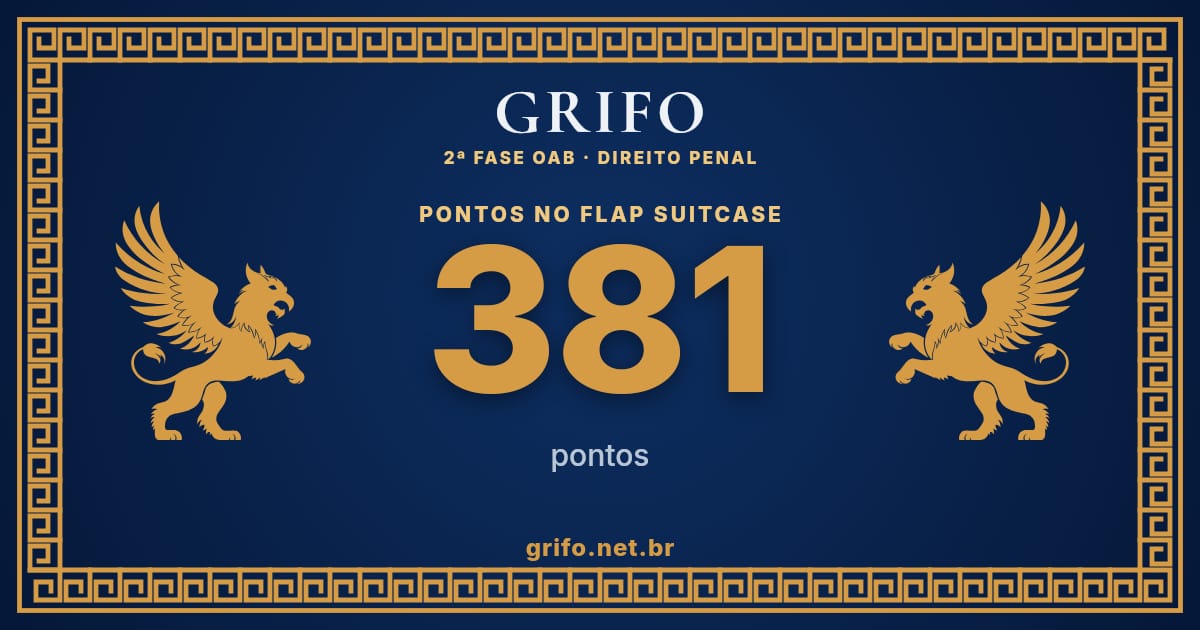 GRIFO
2ª FASE OAB · DIREITO PENAL
PONTOS NO FLAP SUITCASE
381
pontos
grifo.net.br